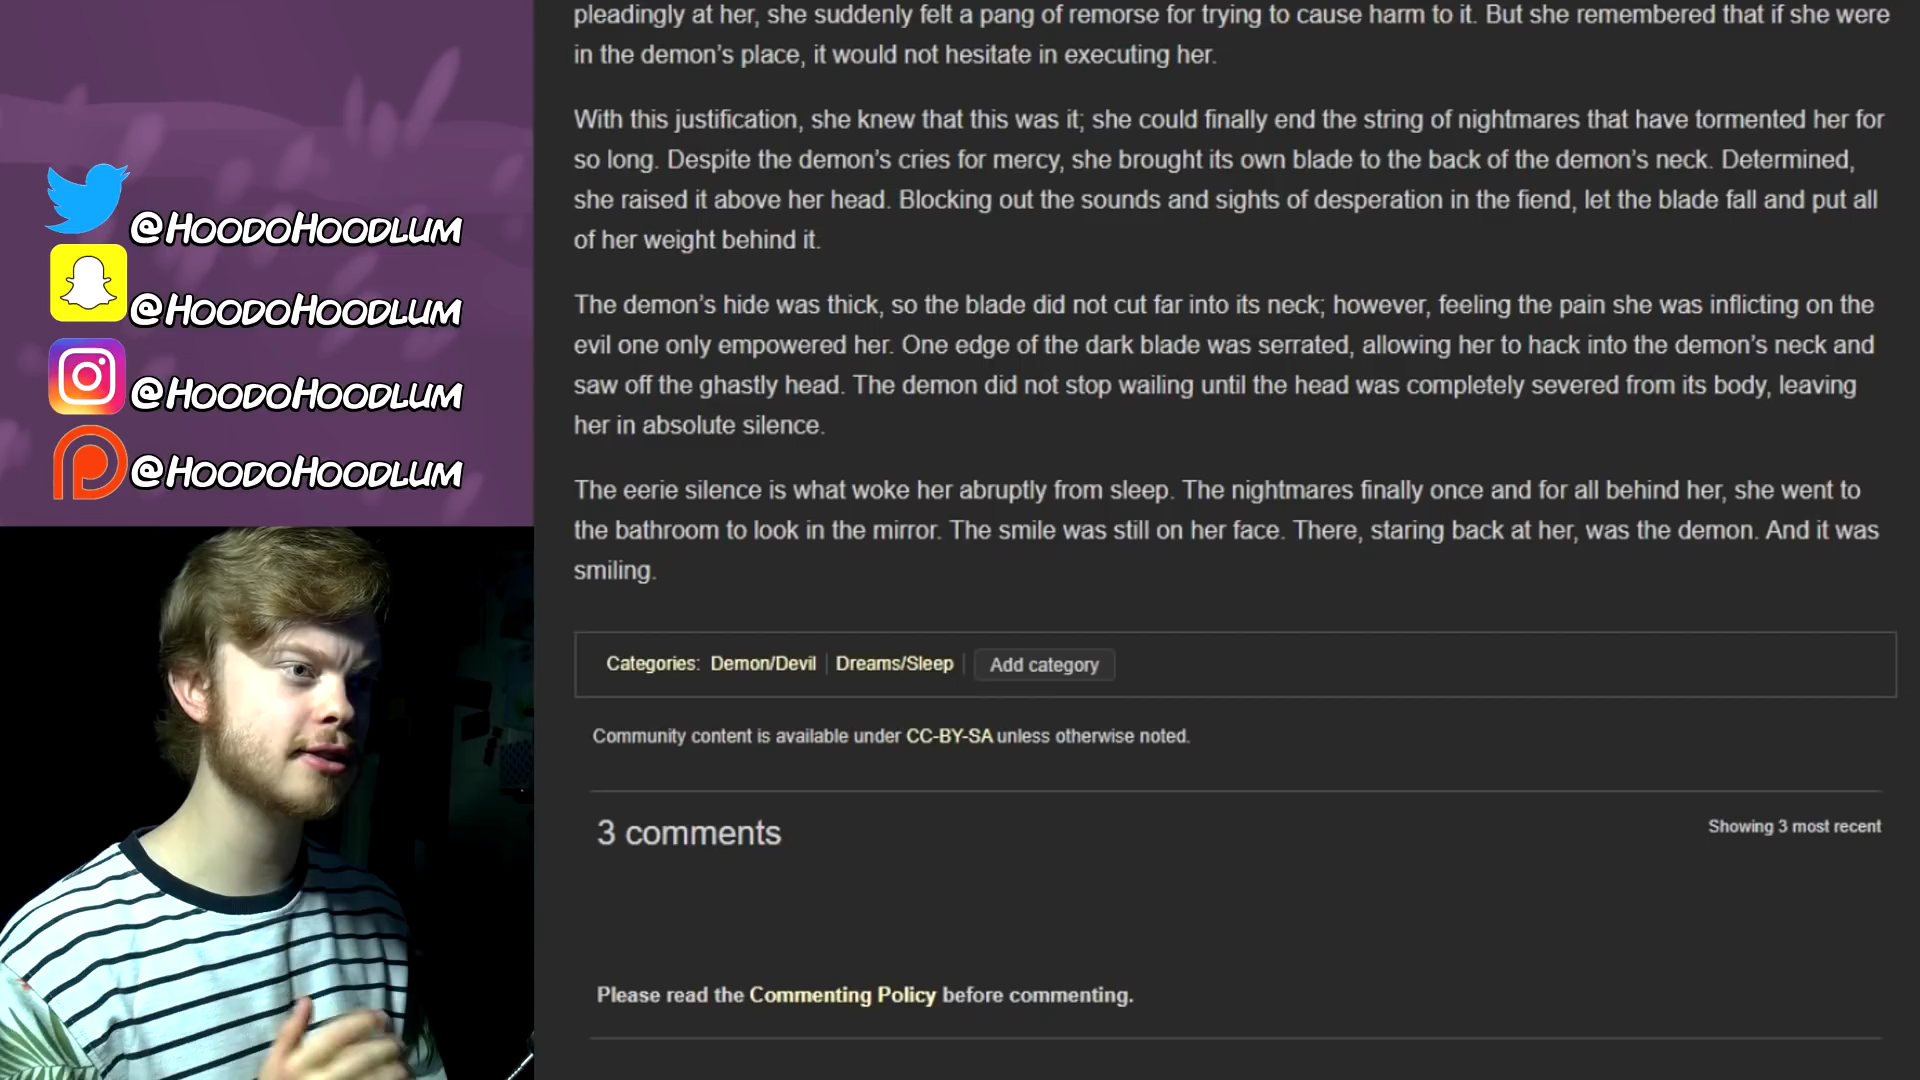 @HOODOHOODLUM
@HOODOHOODLUM
@HOODOHOODLUM
@HOODOHOODLUM
pleadingly at her, she suddenly felt a pang of remorse for trying to cause harm to it. But she remembered that if she were
in the demon’s place, it would not hesitate in executing her.
With this justification, she knew that this was it; she could finally end the string of nightmares that have tormented her for
so long. Despite the demon’s cries for mercy, she brought its own blade to the back of the demon’s neck. Determined,
she raised it above her head. Blocking out the sounds and sights of desperation in the fiend, let the blade fall and put all
of her weight behind it.
The demon’s hide was thick, so the blade did not cut far into its neck; however, feeling the pain she was inflicting on the
evil one only empowered her. One edge of the dark blade was serrated, allowing her to hack into the demon’s neck and
saw off the ghastly head. The demon did not stop wailing until the head was completely severed from its body, leaving
her in absolute silence.
The eerie silence is what woke her abruptly from sleep. The nightmares finally once and for all behind her, she went to
the bathroom to look in the mirror. The smile was still on her face. There, staring back at her, was the demon. And it was
smiling.
Categories: Demon/Devil | Dreams/Sleep | Add category
Community content is available under CC-BY-SA unless otherwise noted.
3 comments
Showing 3 most recent
Please read the Commenting Policy before commenting.